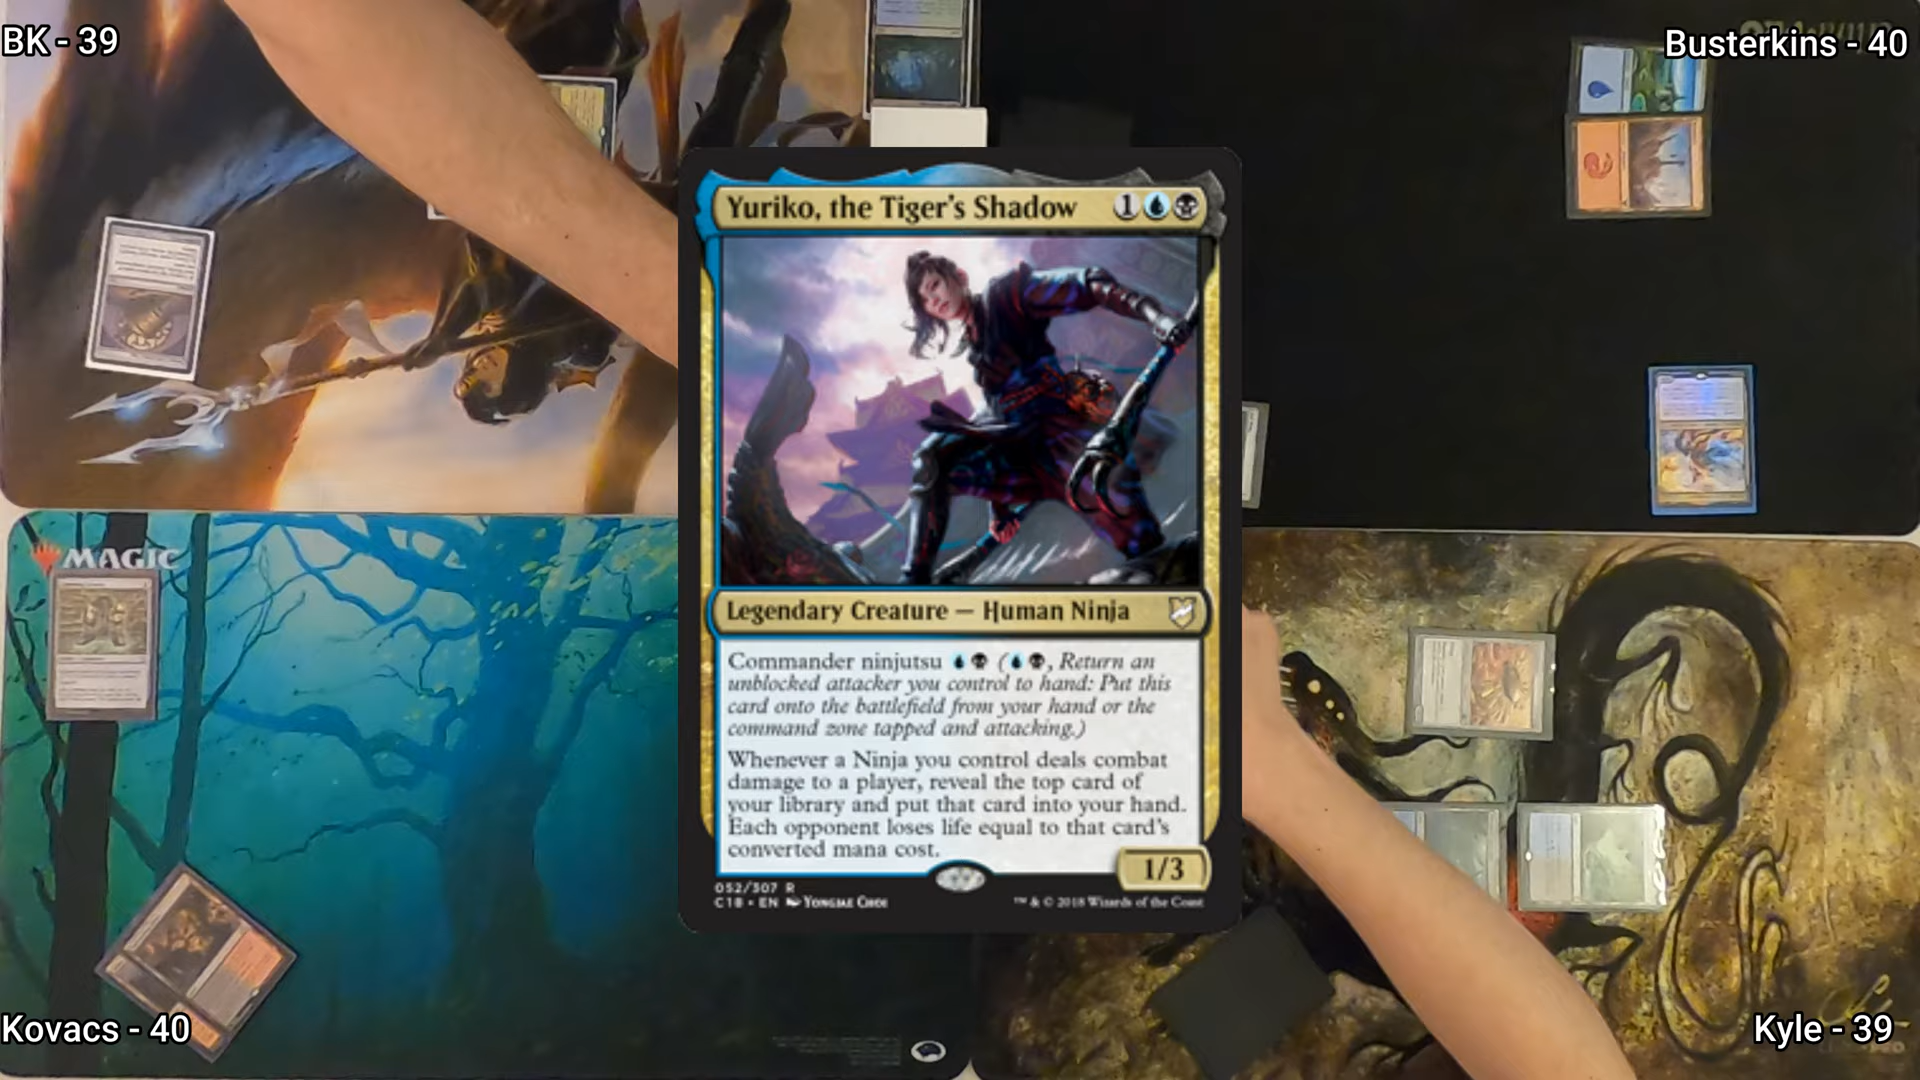 BK - 39
Busterkins - 40
Yuriko, the Tiger's Shadow 1
Legendary Creature — Human Ninja
Commander ninjutsu ( , Return an
unblocked attacker you control to hand: Put this
card onto the battlefield from your hand or the
command zone tapped and attacking.)
Whenever a Ninja you control deals combat
damage to a player, reveal the top card of
your library and put that card into your hand.
Each opponent loses life equal to that card's
converted mana cost.
1/3
052/307 R
C18 • EN Yongjae Choi
™ & © 2018 Wizards of the Coast
MAGIC
Kovacs - 40
Kyle - 39